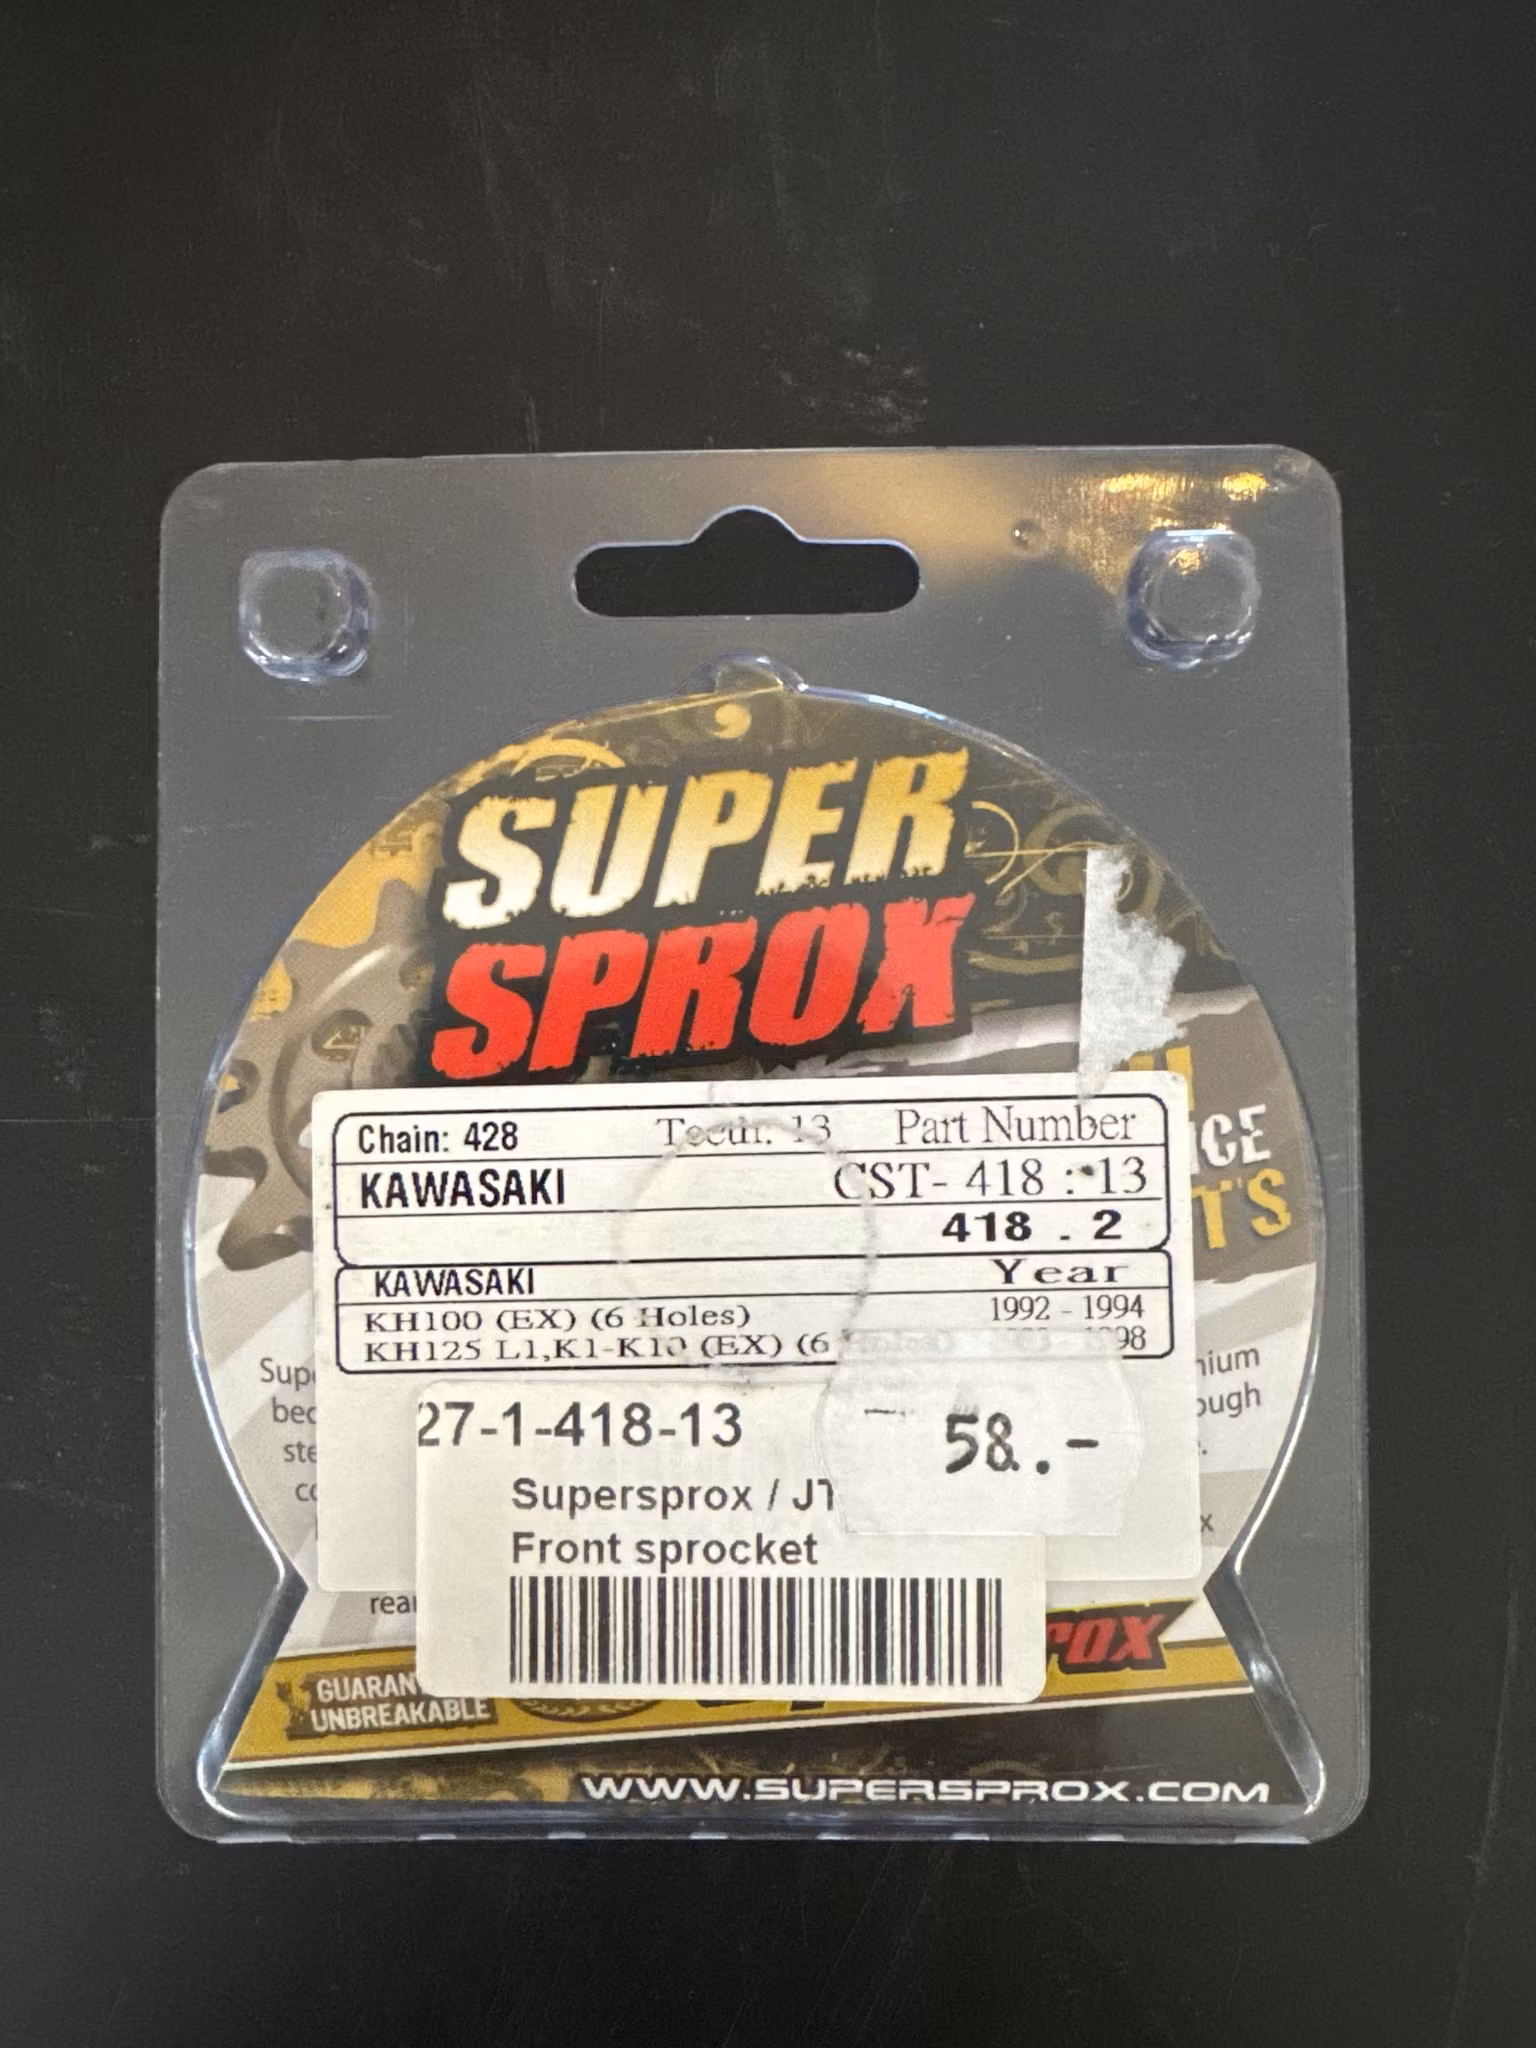 SUPER
SPROX
Chain: 428 Teeth: 13 Part Number
KAWASAKI CST- 418 : 13
418 . 2
KAWASAKI Year
KH100 (EX) (6 Holes) 1992 - 1994
KH125 L1,K1-K10 (EX) (6
27-1-418-13
58.-
Supersprox /
Front sprocket
UNBREAKABLE
WWW.SUPERSPROX.COM